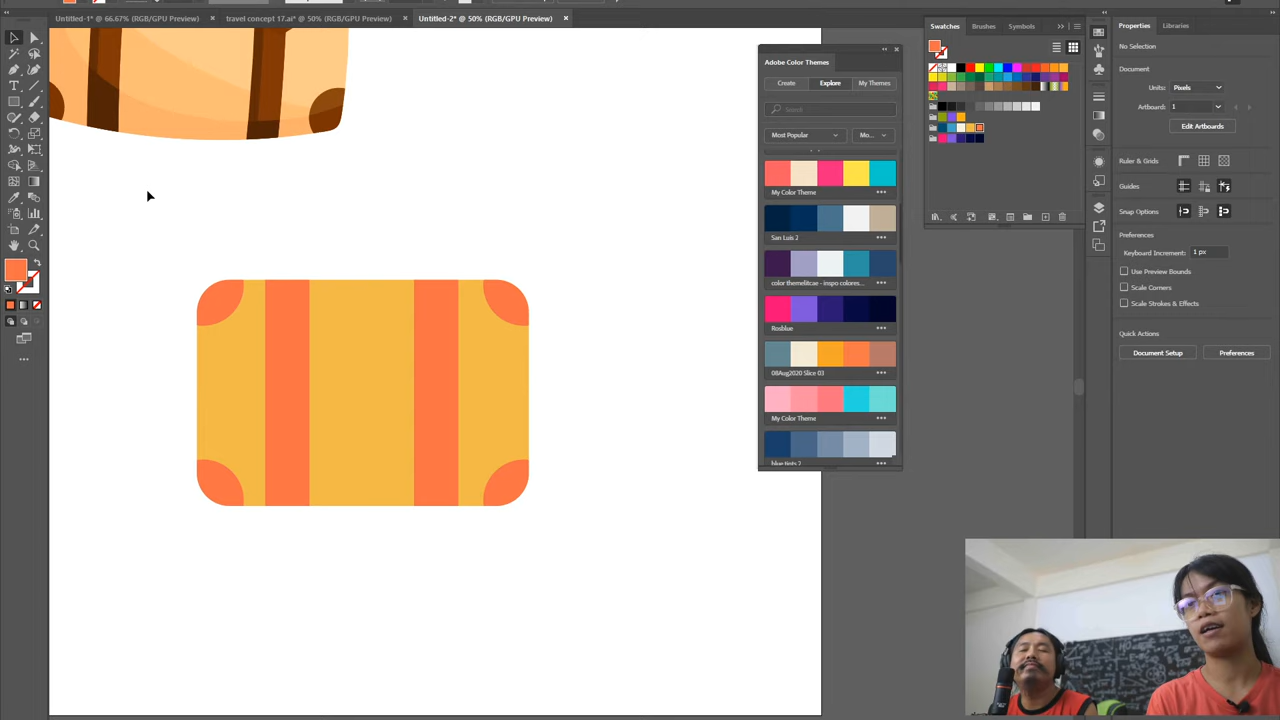 Untitled-1* @ 66.67% (RGB/GPU Preview) ×
travel concept 17.ai* @ 50% (RGB/GPU Preview) ×
Untitled-2* @ 50% (RGB/GPU Preview) ×
Adobe Color Themes
Create Explore My Themes
Search
Most Popular
Mo...
My Color Theme
San Luis 2
color themelitcae - inspo colores...
Rosblue
08Aug2020 Slice 03
My Color Theme
blue tints 2
Swatches Brushes Symbols
Properties Libraries
No Selection
Document
Units: Pixels
Artboard: 1
Edit Artboards
Ruler & Grids
Guides
Snap Options
Preferences
Keyboard Increment: 1 px
Use Preview Bounds
Scale Corners
Scale Strokes & Effects
Quick Actions
Document Setup Preferences